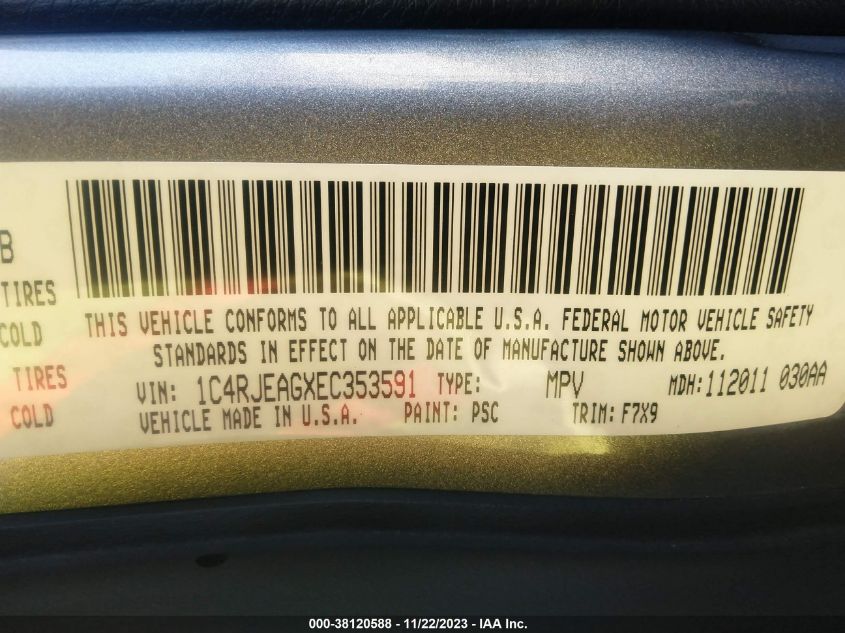 B
TIRES
COLD
TIRES
COLD
THIS VEHICLE CONFORMS TO ALL APPLICABLE U.S.A. FEDERAL MOTOR VEHICLE SAFETY
STANDARDS IN EFFECT ON THE DATE OF MANUFACTURE SHOWN ABOVE.
VIN: 1C4RJEAGXEC353591 TYPE: MPV MDH: 112011 030AA
VEHICLE MADE IN U.S.A. PAINT: PSC TRIM: F7X9
000-38120588 - 11/22/2023 - IAA Inc.